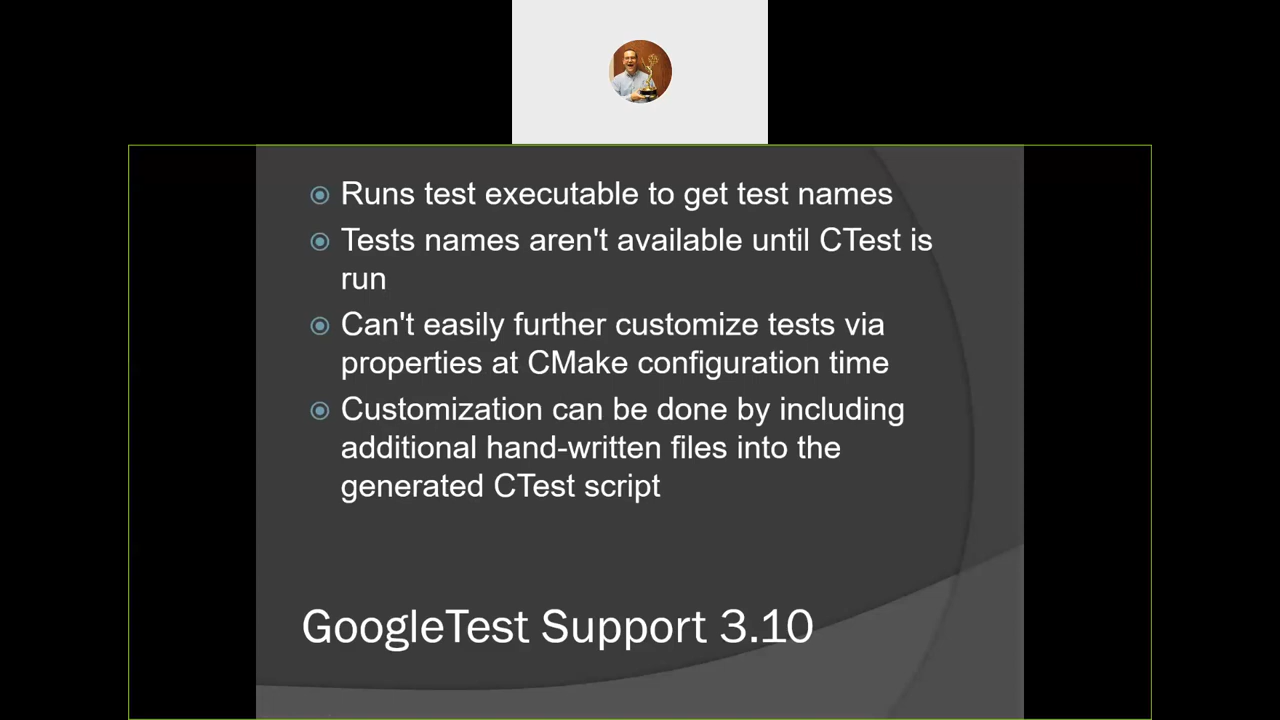 Runs test executable to get test names
Tests names aren't available until CTest is
run
Can't easily further customize tests via
properties at CMake configuration time
Customization can be done by including
additional hand-written files into the
generated CTest script
GoogleTest Support 3.10